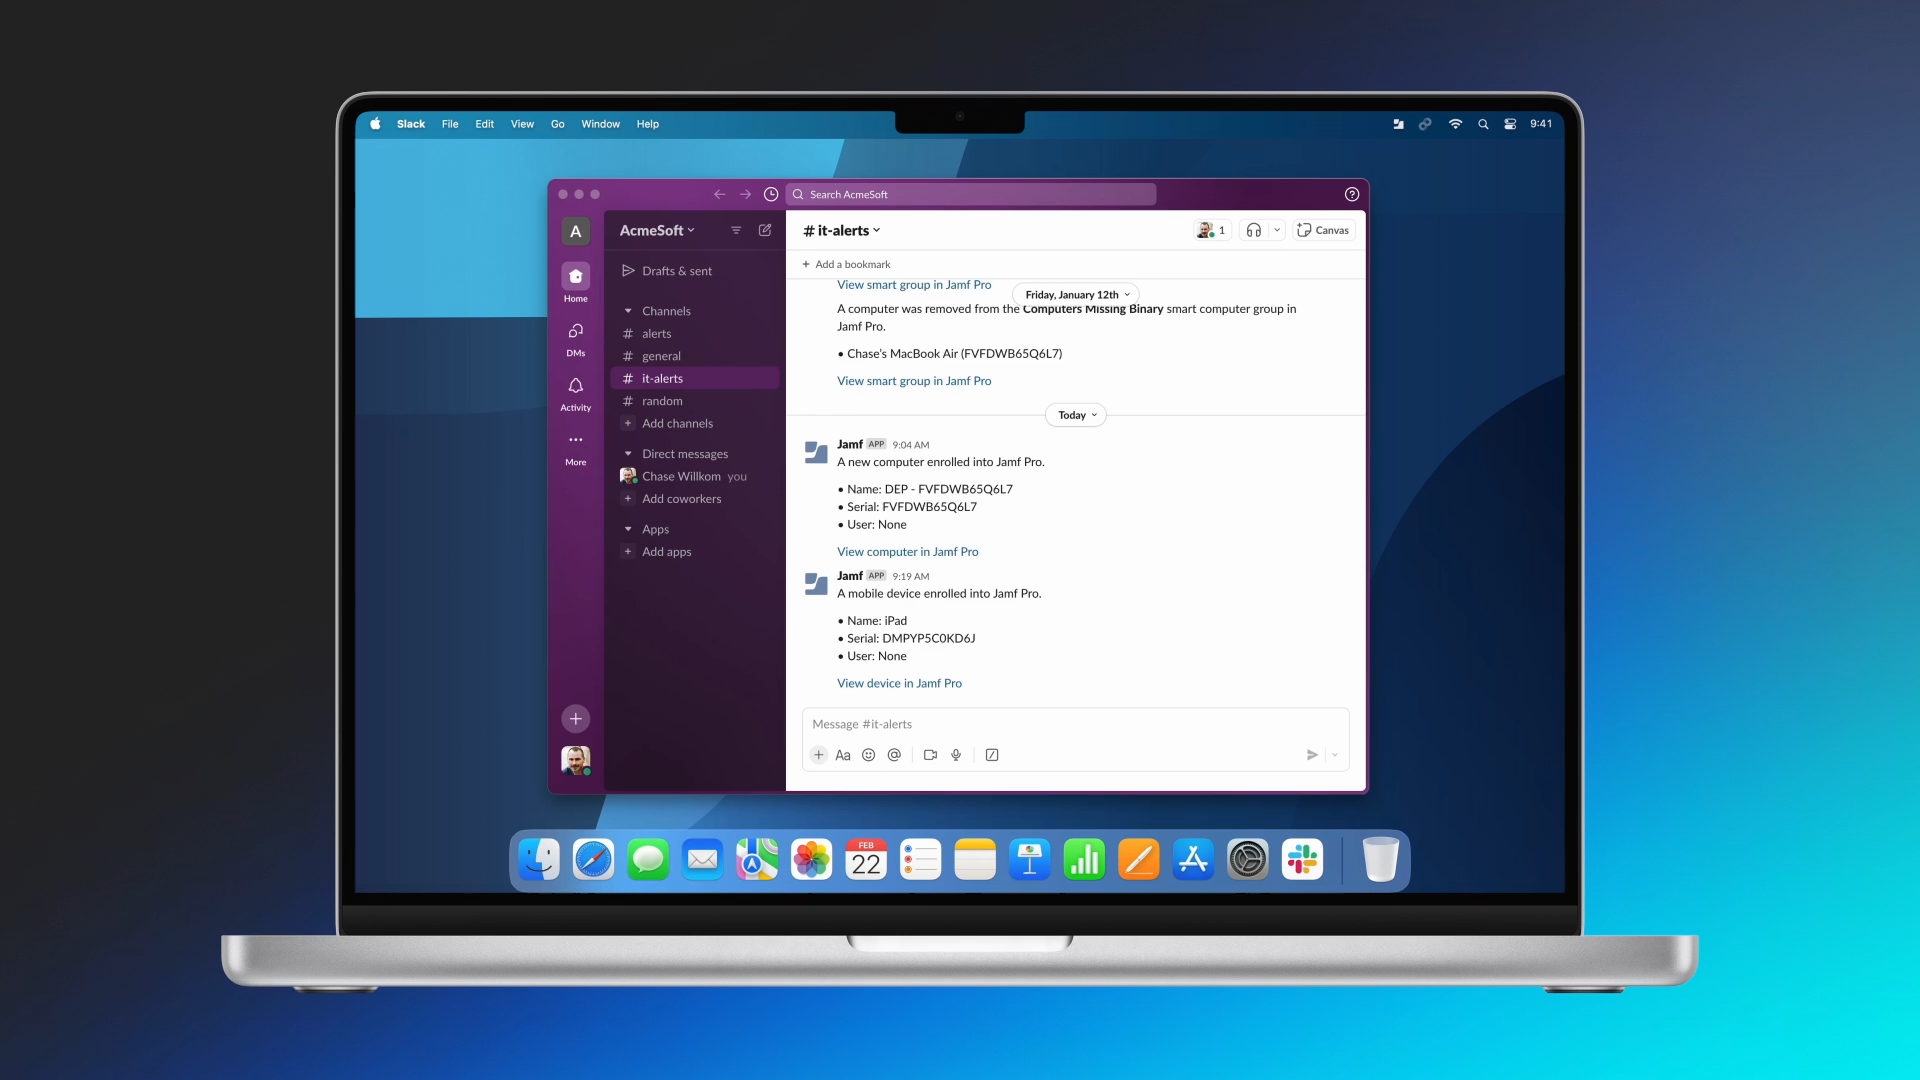 Slack File Edit View Go Window Help 9:41
Search AcmeSoft
A
Home
DMs
Activity
More
AcmeSoft
Drafts & sent
Channels
# alerts
# general
# it-alerts
# random
+ Add channels
Direct messages
Chase Willkom you
+ Add coworkers
Apps
+ Add apps
# it-alerts
1
Canvas
+ Add a bookmark
View smart group in Jamf Pro
Friday, January 12th
A computer was removed from the Computers Missing Binary smart computer group in
Jamf Pro.
• Chase's MacBook Air (FVFDWB65Q6L7)
View smart group in Jamf Pro
Today
Jamf APP 9:04 AM
A new computer enrolled into Jamf Pro.
• Name: DEP - FVFDWB65Q6L7
• Serial: FVFDWB65Q6L7
• User: None
View computer in Jamf Pro
Jamf APP 9:19 AM
A mobile device enrolled into Jamf Pro.
• Name: iPad
• Serial: DMPYP5C0KD6J
• User: None
View device in Jamf Pro
Message #it-alerts
Aa
FEB
22